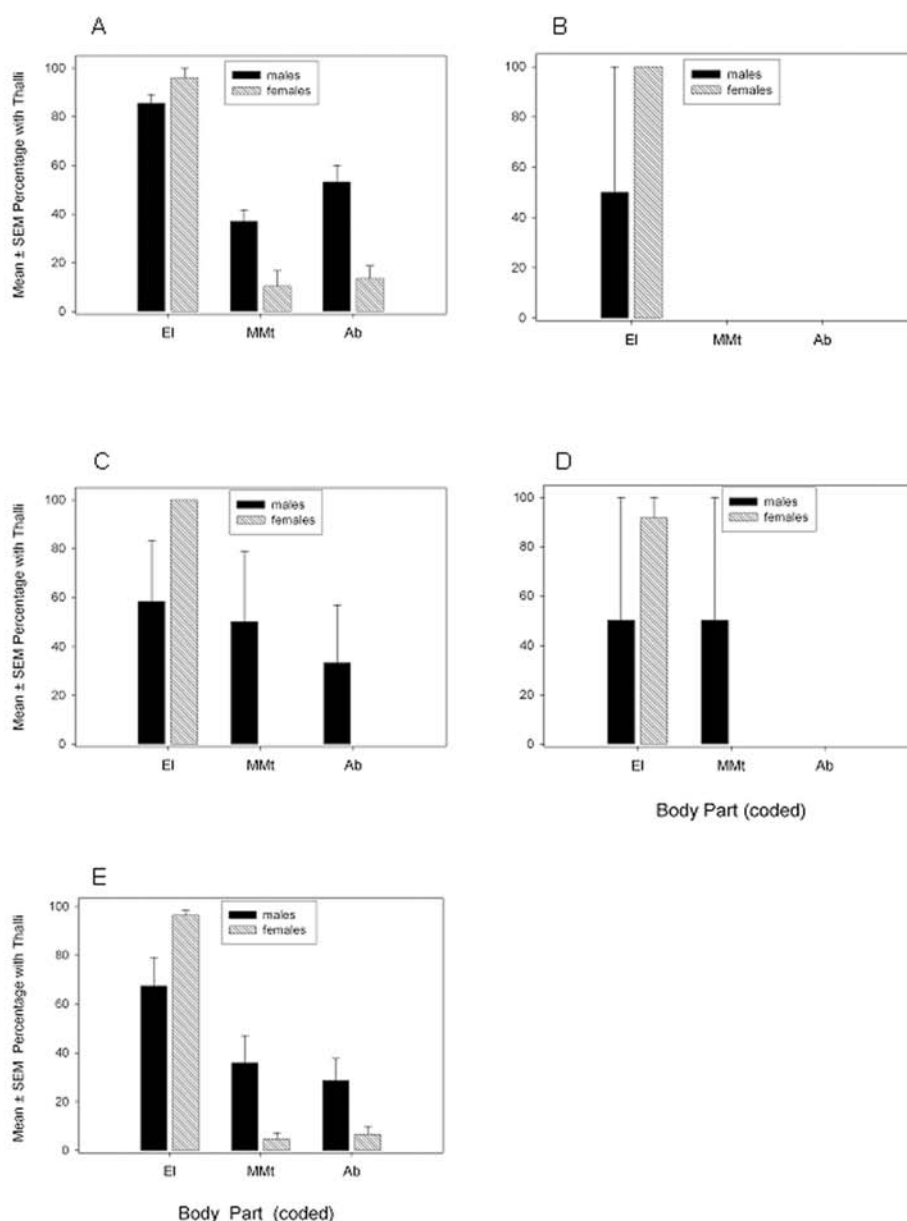 A
Mean ± SEM Percentage with Thalli
100
80
60
40
20
0
males
females
El
MMt
Ab
B
100
80
60
40
20
0
males
females
El
MMt
Ab
C
Mean ± SEM Percentage with Thalli
100
80
60
40
20
0
males
females
El
MMt
Ab
D
100
80
60
40
20
0
males
females
El
MMt
Ab
Body Part (coded)
E
Mean ± SEM Percentage with Thalli
100
80
60
40
20
0
males
females
El
MMt
Ab
Body Part (coded)